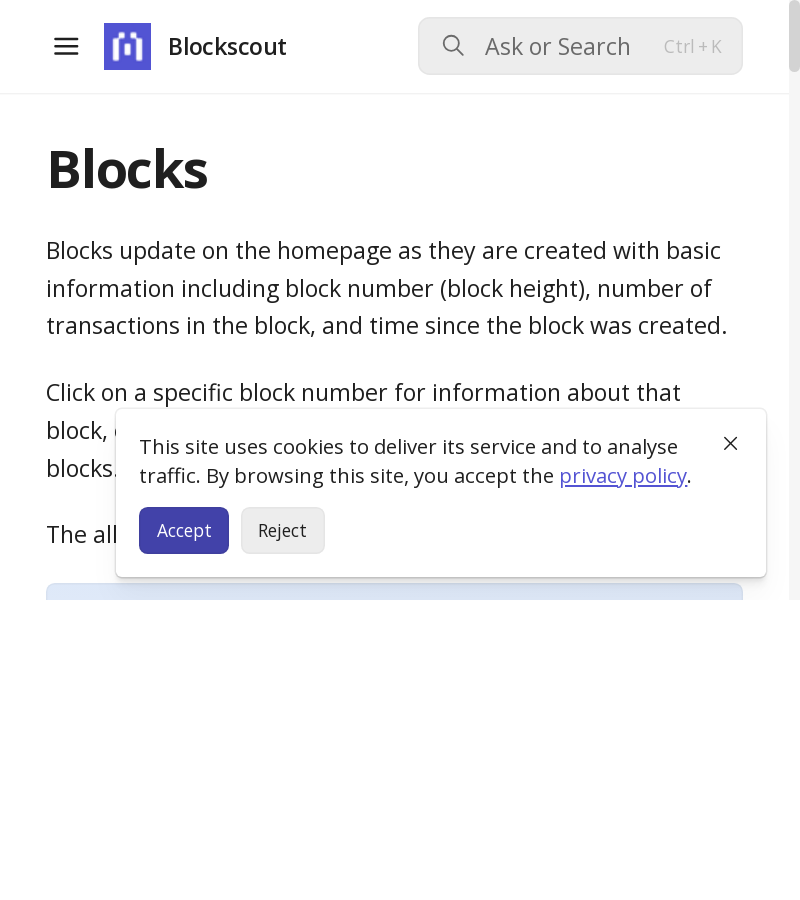 Blockscout
Ask or Search
Ctrl + K
Blocks
Blocks update on the homepage as they are created with basic
information including block number (block height), number of
transactions in the block, and time since the block was created.
Click on a specific block number for information about that
block,
blocks.
The all
This site uses cookies to deliver its service and to analyse
traffic. By browsing this site, you accept the privacy policy.
Accept
Reject